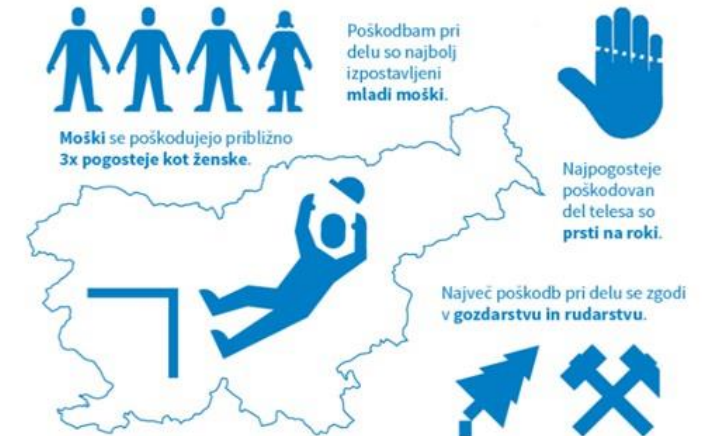 Poškodbam pri
delu so najbolj
izpostavljeni
mladi moški.
Moški se poškodujejo približno
3x pogosteje kot ženske.
Najpogosteje
poškodovan
del telesa so
prsti na roki.
Največ poškodb pri delu se zgodi
v gozdarstvu in rudarstvu.